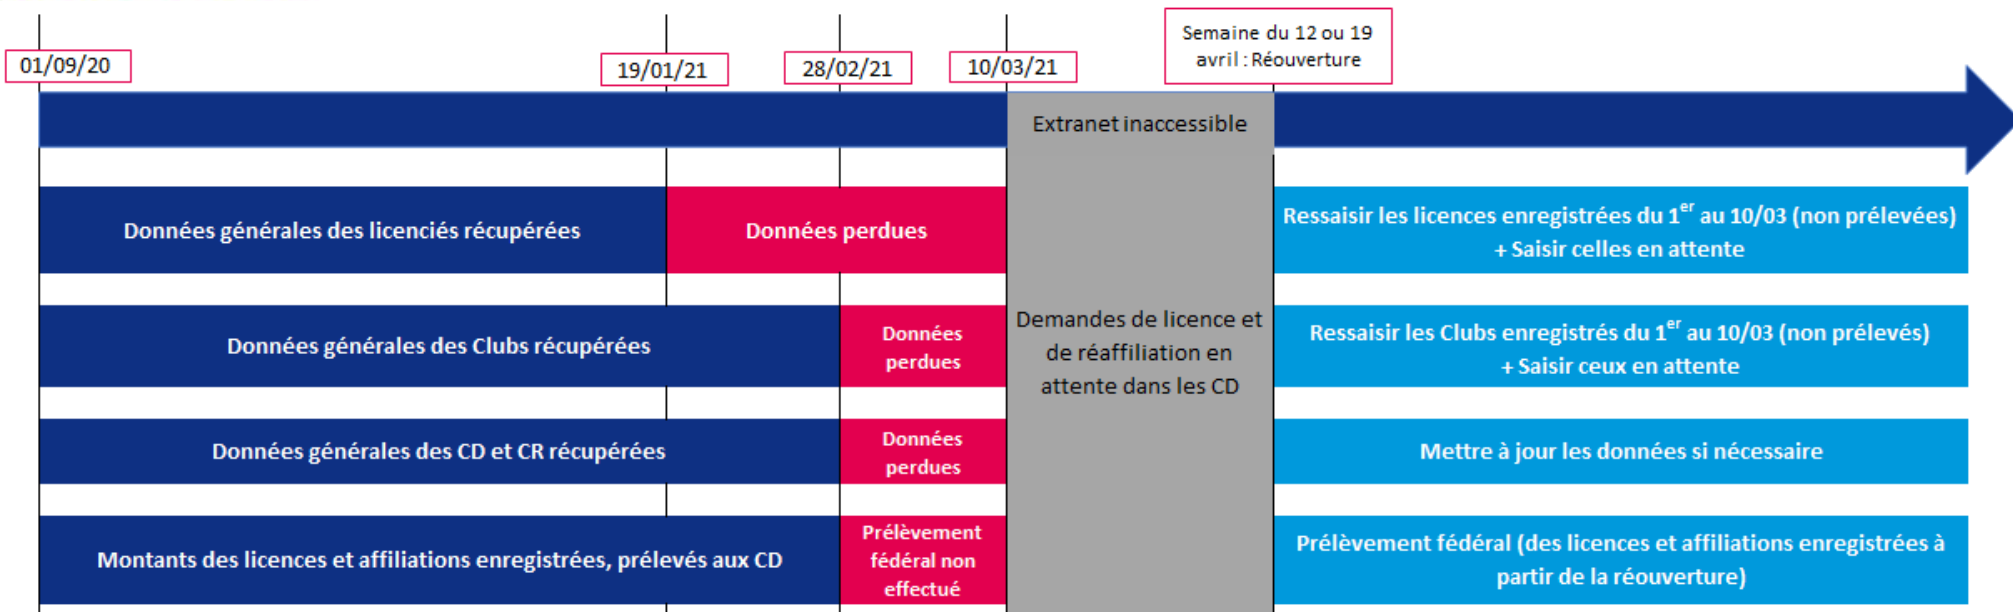 01/09/20
19/01/21
28/02/21
10/03/21
Semaine du 12 ou 19
avril : Réouverture
Extranet inaccessible
Données générales des licenciés récupérées
Données perdues
Ressaisir les licences enregistrées du 1er au 10/03 (non prélevées)
+ Saisir celles en attente
Données générales des Clubs récupérées
Données
perdues
Demandes de licence et
de réaffiliation en
attente dans les CD
Ressaisir les Clubs enregistrés du 1er au 10/03 (non prélevés)
+ Saisir ceux en attente
Données générales des CD et CR récupérées
Données
perdues
Mettre à jour les données si nécessaire
Montants des licences et affiliations enregistrées, prélevés aux CD
Prélèvement
fédéral non
effectué
Prélèvement fédéral (des licences et affiliations enregistrées à
partir de la réouverture)